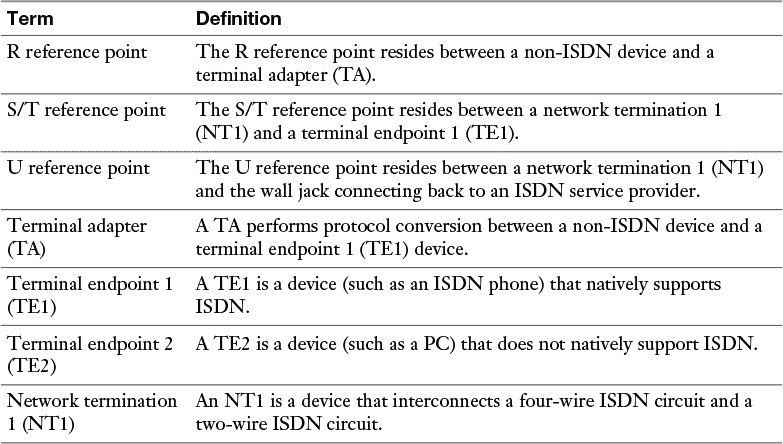 Term Definition
R reference point The R reference point resides between a non-ISDN device and a
terminal adapter (TA).
S/T reference point The S/T reference point resides between a network termination 1
(NT1) and a terminal endpoint 1 (TE1).
U reference point The U reference point resides between a network termination 1 (NT1)
and the wall jack connecting back to an ISDN service provider.
Terminal adapter A TA performs protocol conversion between a non-ISDN device and a
(TA) terminal endpoint 1 (TE1) device.
Terminal endpoint 1 A TE1 is a device (such as an ISDN phone) that natively supports
(TE1) ISDN.
Terminal endpoint 2 A TE2 is a device (such as a PC) that does not natively support ISDN.
(TE2)
Network termination An NT1 is a device that interconnects a four-wire ISDN circuit and a
1 (NT1) two-wire ISDN circuit.